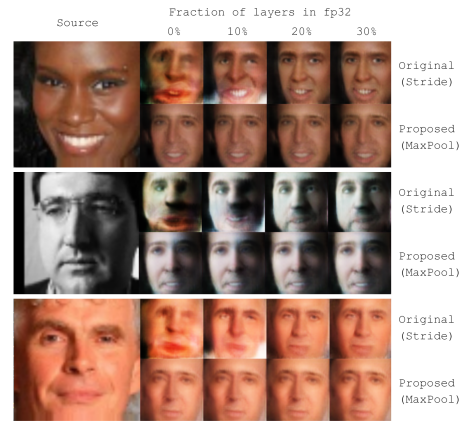 Fraction of layers in fp32
Source
0% 10% 20% 30%
Original
(Stride)
Proposed
(MaxPool)
Original
(Stride)
Proposed
(MaxPool)
Original
(Stride)
Proposed
(MaxPool)